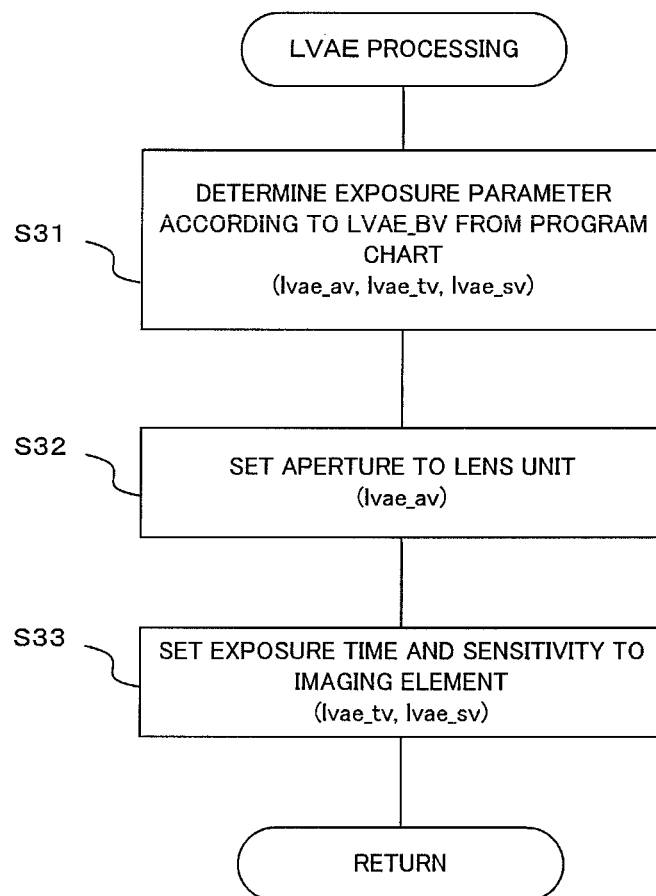 LVAE PROCESSING
S31
DETERMINE EXPOSURE PARAMETER
ACCORDING TO LVAE_BV FROM PROGRAM
CHART
(lvae_av, lvae_tv, lvae_sv)
S32
SET APERTURE TO LENS UNIT
(lvae_av)
S33
SET EXPOSURE TIME AND SENSITIVITY TO
IMAGING ELEMENT
(lvae_tv, lvae_sv)
RETURN